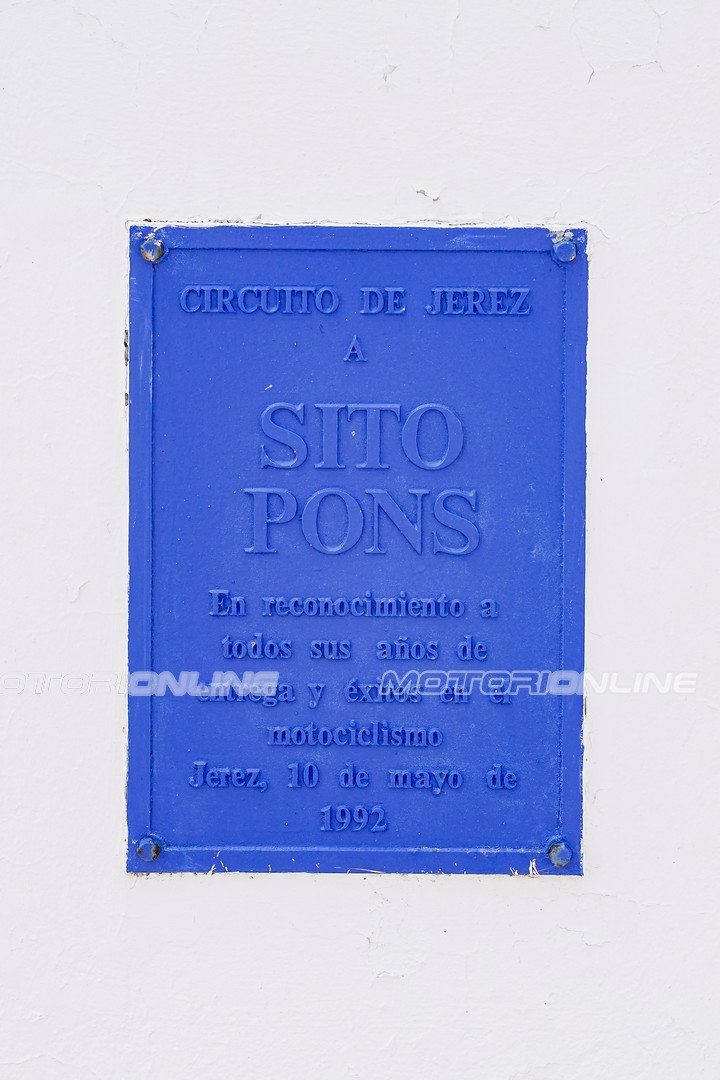 CIRCUITO DE JEREZ
A
SITO
PONS
En reconocimiento a
todos sus años de
entrega y éxitos en el
MOTORIONLINE MOTORIONLINE
motociclismo
Jerez, 10 de mayo de
1992